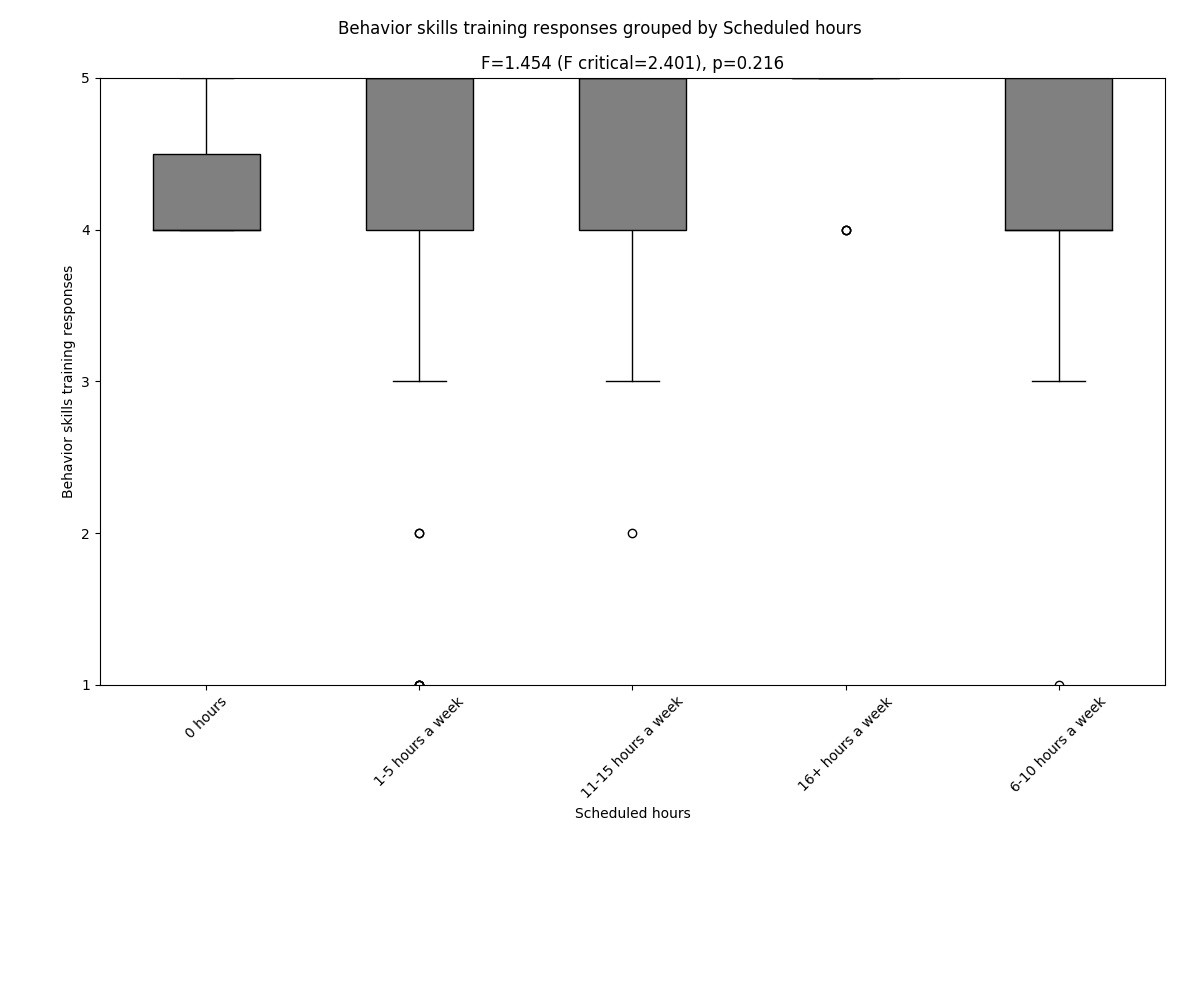 Behavior skills training responses grouped by Scheduled hours
F=1.454 (F critical=2.401), p=0.216
5
4
3
2
1
Behavior skills training responses
0 hours
1-5 hours a week
11-15 hours a week
16+ hours a week
6-10 hours a week
Scheduled hours